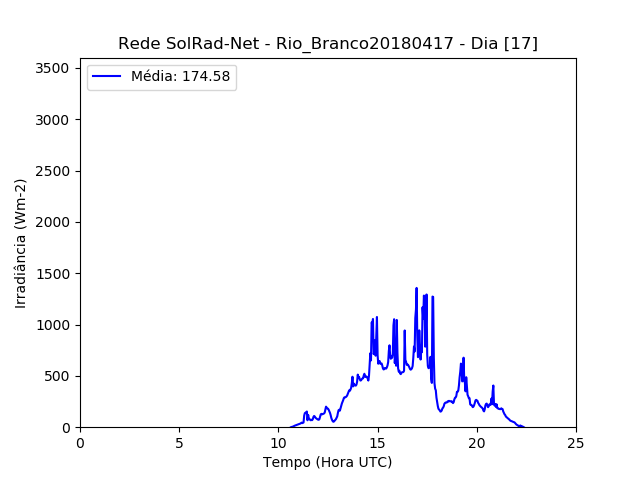 Rede SolRad-Net - Rio_Branco20180417 - Dia [17]
Média: 174.58
3500
3000
2500
2000
1500
1000
500
0
Irradiância (Wm-2)
0 5 10 15 20 25
Tempo (Hora UTC)